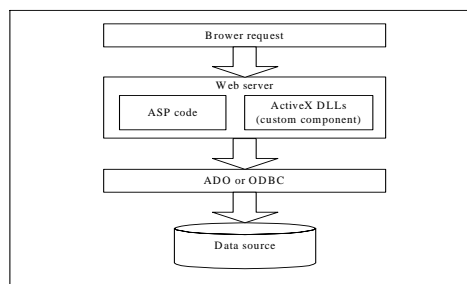 Brower request
Web server
ASP code
ActiveX DLLs
(custom component)
ADO or ODBC
Data source